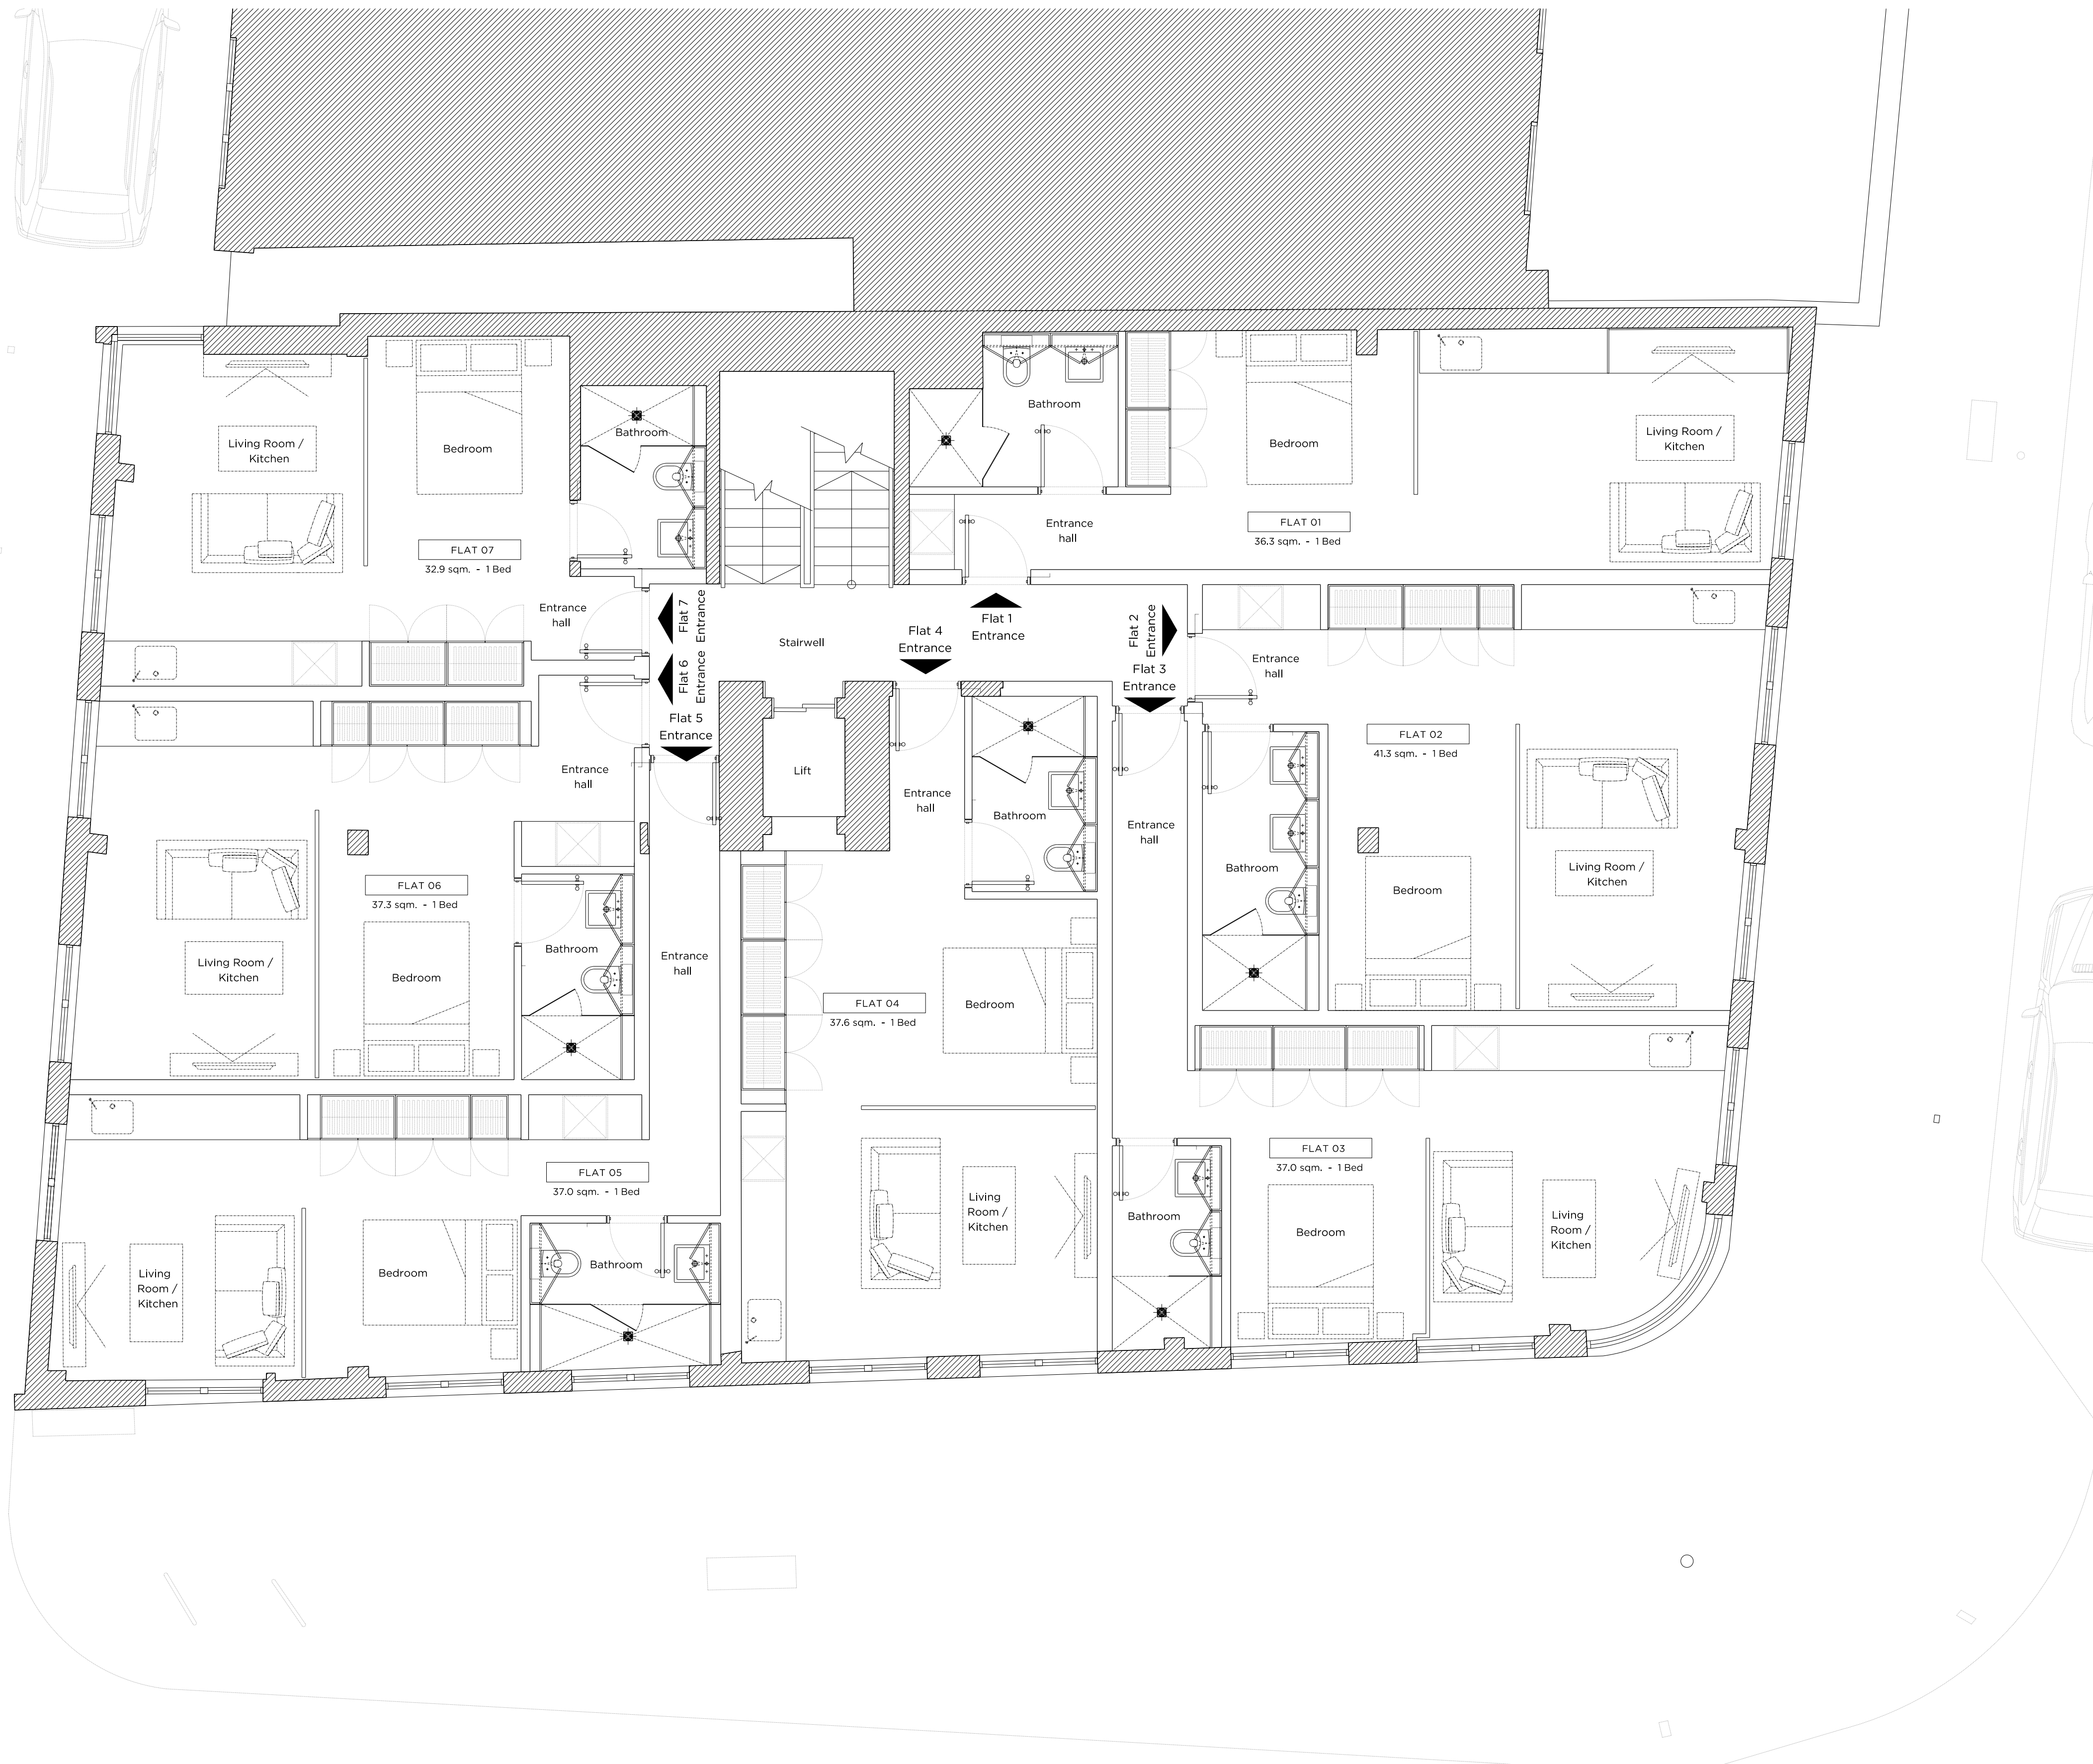 Bathroom
Living Room /
Kitchen
Bedroom
FLAT 07
32.9 sqm. - 1 Bed
Bathroom
Bedroom
Living Room /
Kitchen
Entrance
hall
FLAT 01
36.3 sqm. - 1 Bed
Entrance
hall
Flat 7
Entrance
Flat 6
Entrance
Flat 5
Entrance
Stairwell
Flat 4
Entrance
Flat 1
Entrance
Flat 2
Entrance
Flat 3
Entrance
Entrance
hall
Entrance
hall
Lift
Entrance
hall
Bathroom
Entrance
hall
FLAT 02
41.3 sqm. - 1 Bed
Bathroom
Bedroom
Living Room /
Kitchen
FLAT 06
37.3 sqm. - 1 Bed
Living Room /
Kitchen
Bedroom
Bathroom
Entrance
hall
FLAT 04
37.6 sqm. - 1 Bed
Bedroom
FLAT 05
37.0 sqm. - 1 Bed
Living
Room /
Kitchen
Bedroom
Bathroom
Living
Room /
Kitchen
Bathroom
FLAT 03
37.0 sqm. - 1 Bed
Bedroom
Living
Room /
Kitchen